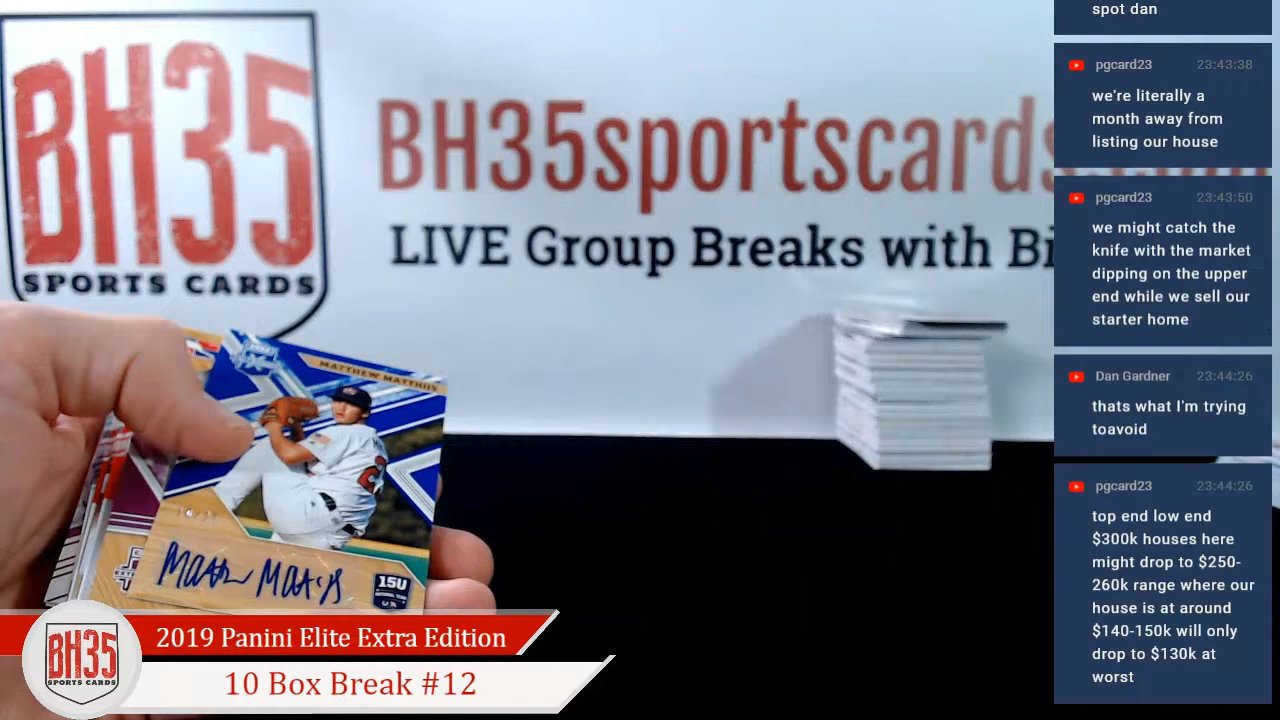 BH35
SPORTS CARDS
BH35sportscards
LIVE Group Breaks with Bi
MATTHEW MATTHIJS
15U
BH35
SPORTS CARDS
2019 Panini Elite Extra Edition
10 Box Break #12
spot dan
pgcard23 23:43:38
we're literally a
month away from
listing our house
pgcard23 23:43:50
we might catch the
knife with the market
dipping on the upper
end while we sell our
starter home
Dan Gardner 23:44:26
thats what I'm trying
toavoid
pgcard23 23:44:26
top end low end
$300k houses here
might drop to $250-
260k range where our
house is at around
$140-150k will only
drop to $130k at
worst